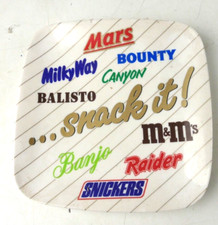 Mars
BOUNTY
MilkyWay
CANYON
BALISTO
...snack it!
m&m's
Banjo
Raider
SNICKERS